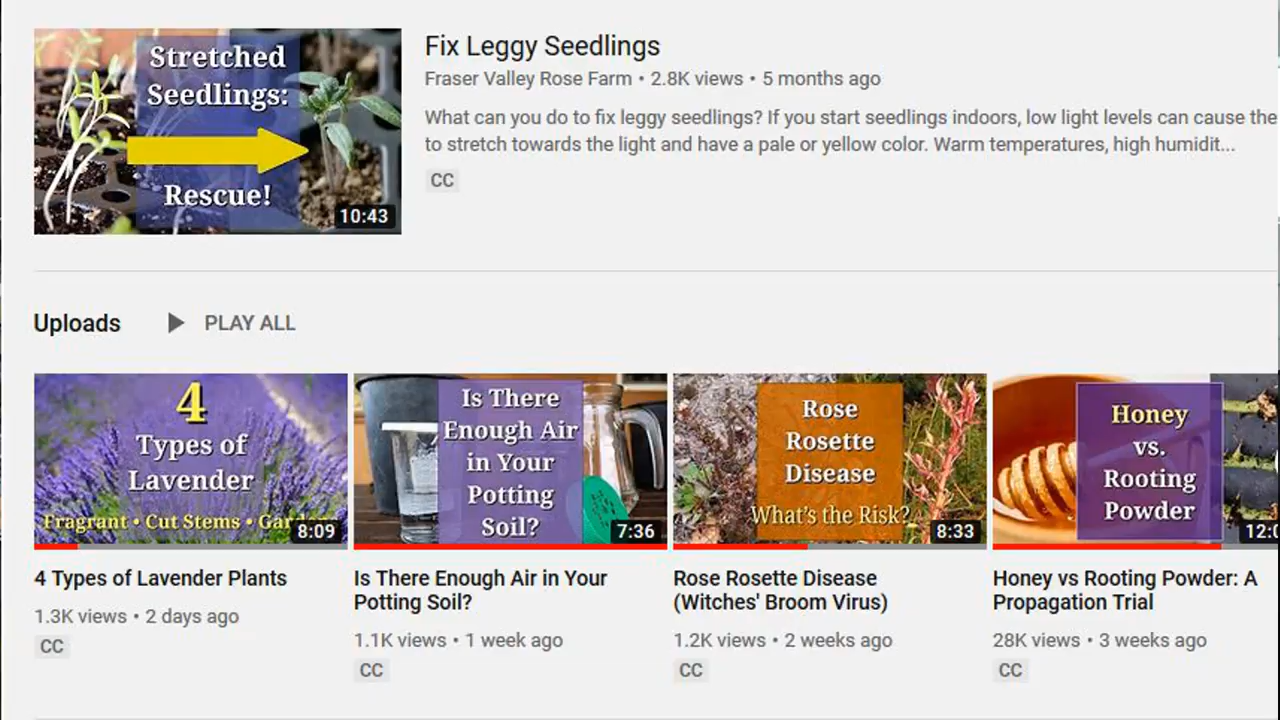 Stretched
Seedlings:
Rescue!
10:43
Fix Leggy Seedlings
Fraser Valley Rose Farm • 2.8K views • 5 months ago
What can you do to fix leggy seedlings? If you start seedlings indoors, low light levels can cause the
to stretch towards the light and have a pale or yellow color. Warm temperatures, high humidit...
CC
Uploads PLAY ALL
4
Types of
Lavender
Fragrant • Cut Stems •
8:09
4 Types of Lavender Plants
1.3K views • 2 days ago
CC
Is There
Enough Air
in Your
Potting
Soil?
7:36
Is There Enough Air in Your
Potting Soil?
1.1K views • 1 week ago
CC
Rose
Rosette
Disease
What's the Risk?
8:33
Rose Rosette Disease
(Witches' Broom Virus)
1.2K views • 2 weeks ago
CC
Honey
vs.
Rooting
Powder
Honey vs Rooting Powder: A
Propagation Trial
28K views • 3 weeks ago
CC